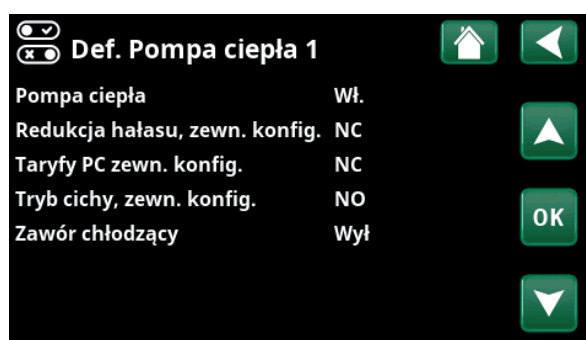 Def. Pompa ciepła 1
Pompa ciepła Wł.
Redukcja hałasu, zewn. konfig. NC
Taryfy PC zewn. konfig. NC
Tryb cichy, zewn. konfig. NO
Zawór chłodzący Wył
OK